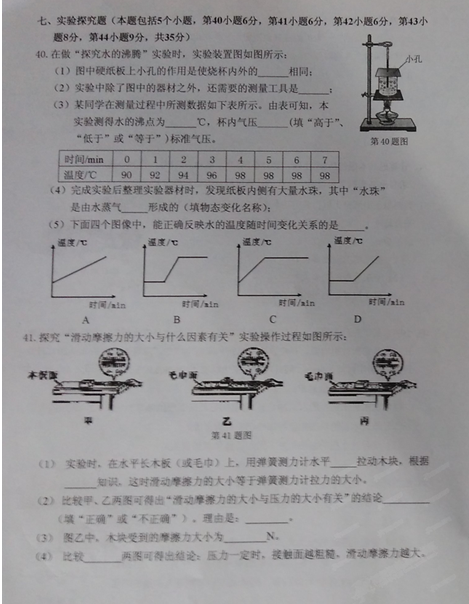 七、实验探究题（本题包括5个小题，第40小题6分，第41小题6分，第42小题6分，第43小
题8分，第44小题9分，共35分）
40.在做“探究水的沸腾”实验时，实验装置图如图所示：
（1）图中硬纸板上小孔的作用是使烧杯内外的______相同；
（2）实验中除了图中的器材之外，还需要的测量工具是______；
（3）某同学在测量过程中所测数据如下表所示，由表可知，本
实验测得水的沸点为______℃，杯内气压______(填“高于”、
“低于”或“等于”)标准气压。
小孔
第40题图
时间/min 0 1 2 3 4 5 6 7
温度/℃ 90 92 94 96 98 98 98 98
（4）完成实验后整理实验器材时，发现纸板内侧有大量水珠，其中“水珠”
是由水蒸气_____形成的（填物态变化名称）；
（5）下面四个图像中，能正确反映水的温度随时间变化关系的是_____。
温度/℃ 温度/℃ 温度/℃ 温度/℃
时间/min 时间/min 时间/min 时间/min
A B C D
41.探究“滑动摩擦力的大小与什么因素有关”实验操作过程如图所示：
木板面 毛巾面 毛巾面
甲 乙 丙
第41题图
（1） 实验时，在水平长木板（或毛巾）上，用弹簧测力计水平_____拉动木块，根据
______知识，这时滑动摩擦力的大小等于弹簧测力计拉力的大小。
（2） 比较甲、乙两图可得出“滑动摩擦力的大小与压力的大小有关”的结论________
（填“正确”或“不正确”）。理由是：______。
（3） 图乙中，木块受到的摩擦力大小为________N。
（4） 比较______两图可得出结论：压力一定时，接触面越粗糙，滑动摩擦力越大。